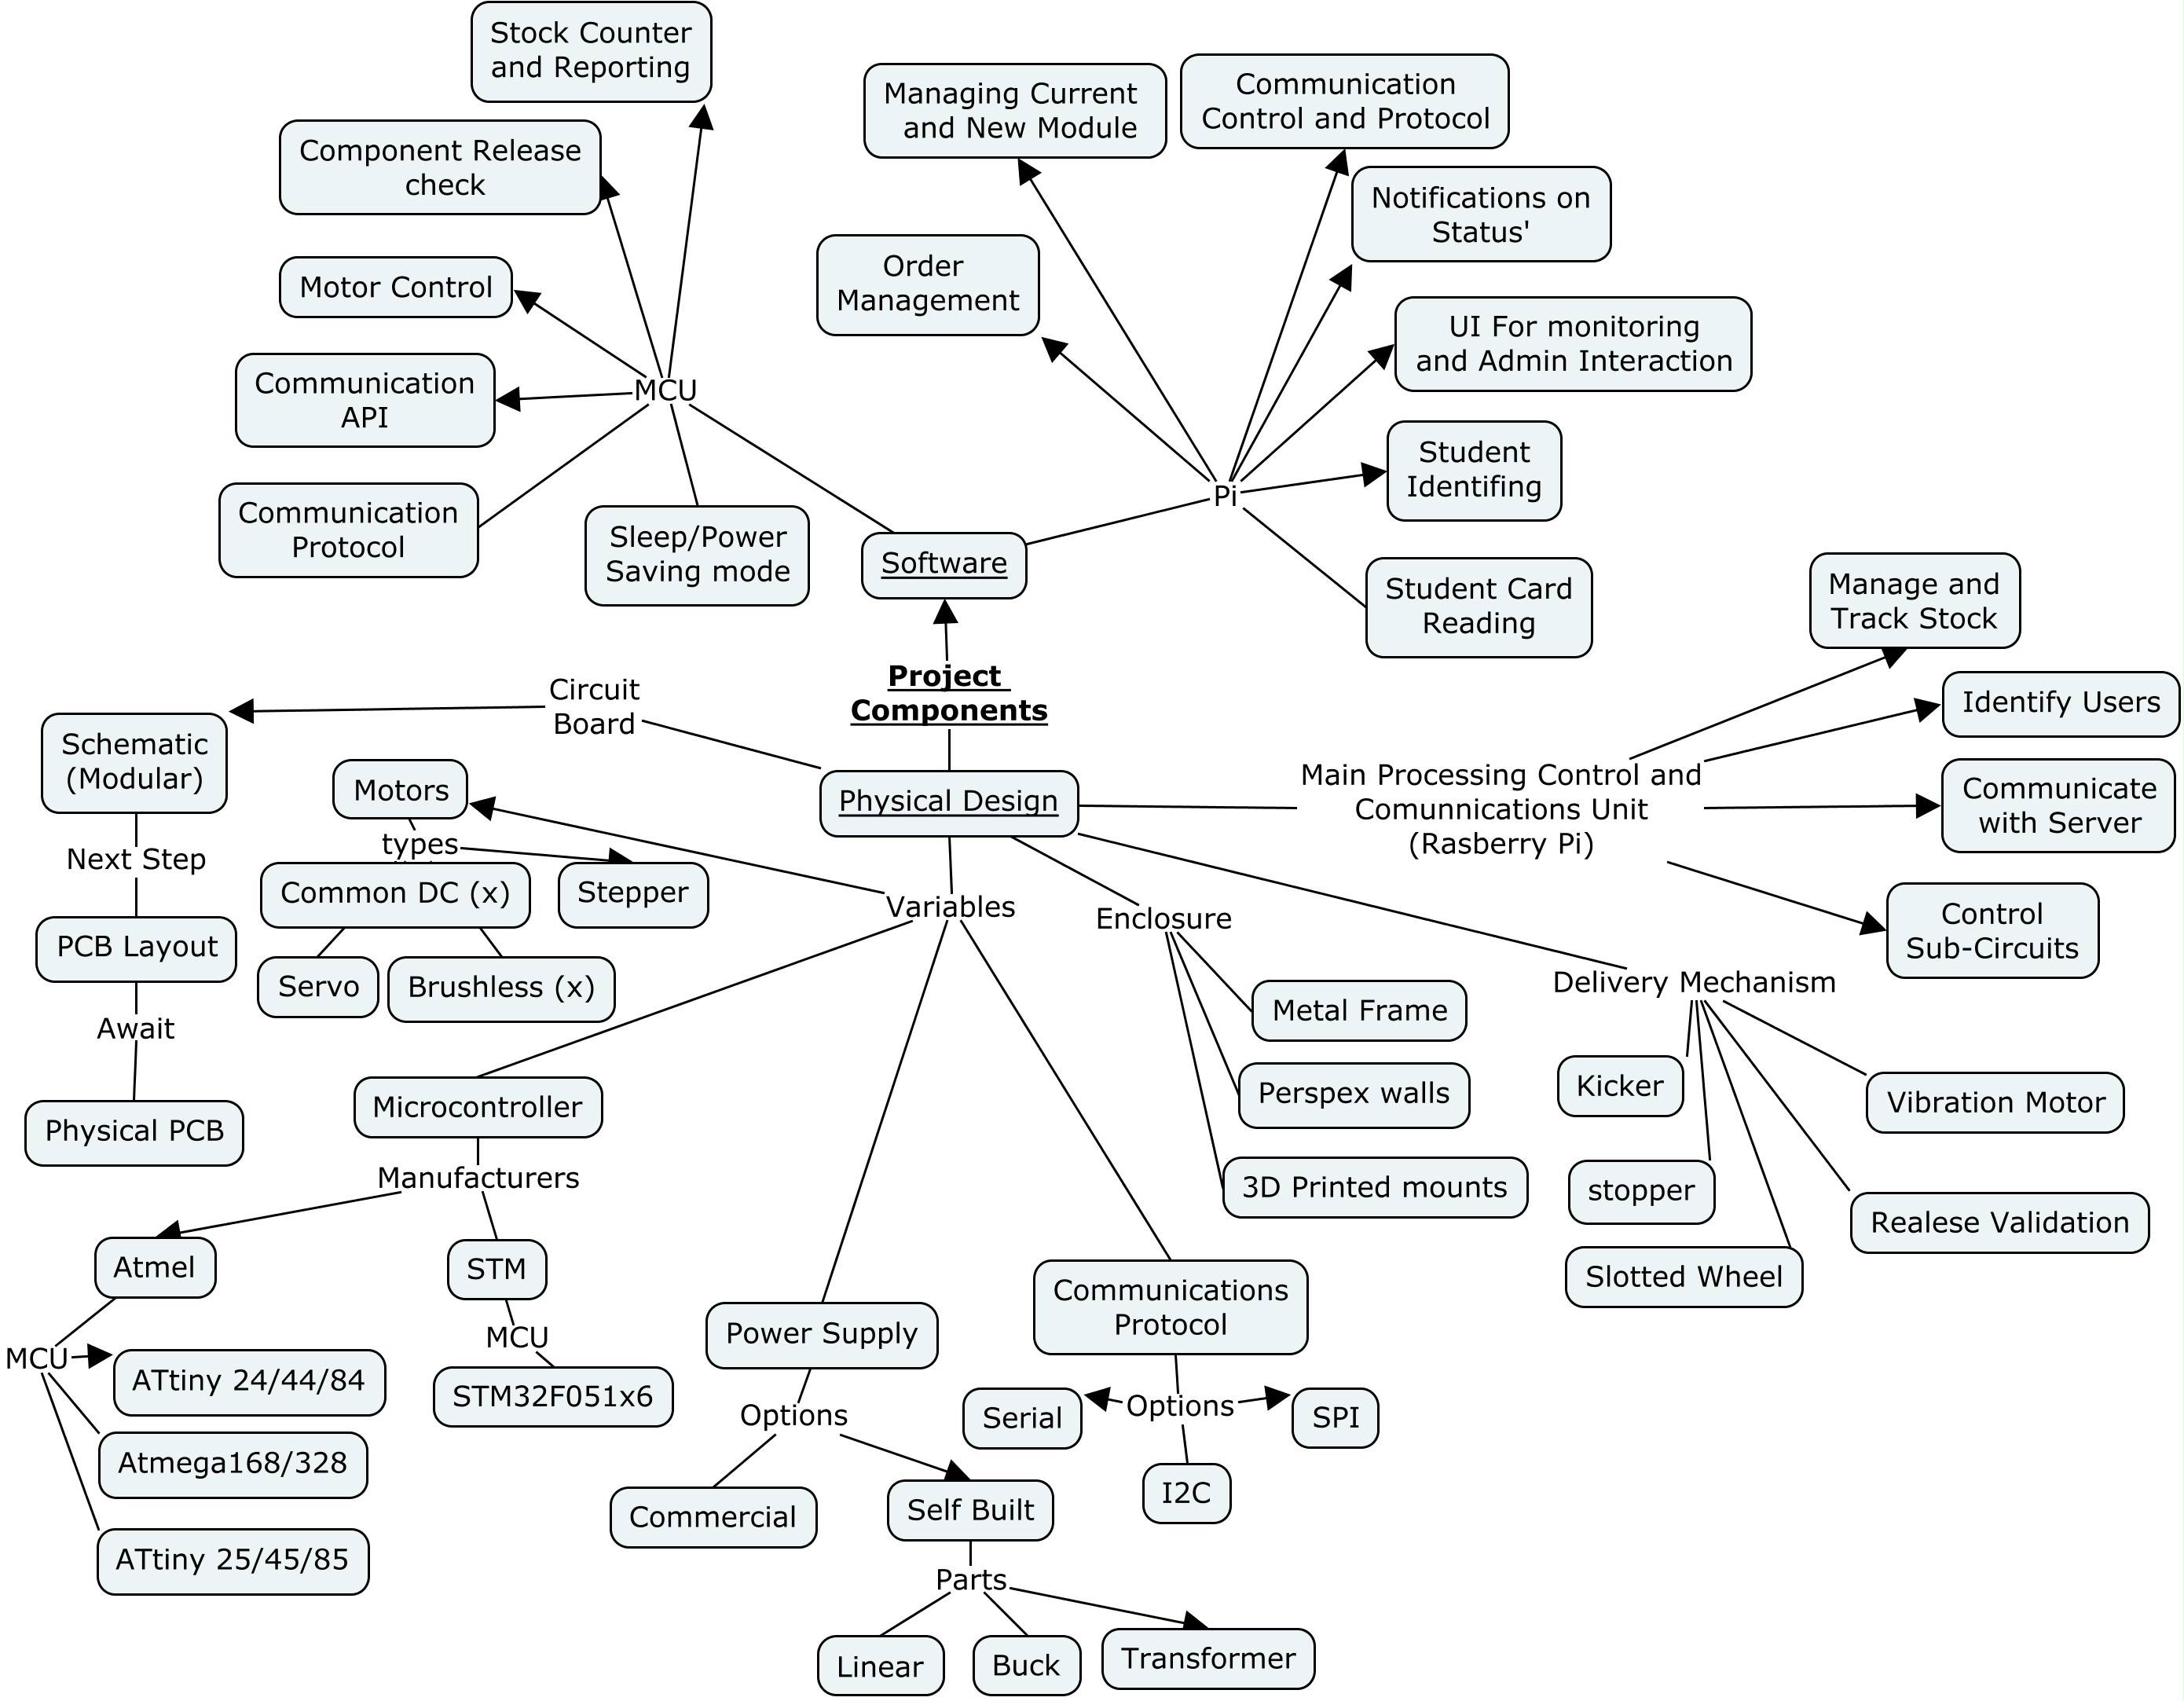 Stock Counter
and Reporting
Component Release
check
Motor Control
Communication
API
Communication
Protocol
MCU
Sleep/Power
Saving mode
Managing Current
and New Module
Communication
Control and Protocol
Notifications on
Status'
Order
Management
UI For monitoring
and Admin Interaction
Student
Identifing
Pi
Student Card
Reading
Software
Project
Components
Circuit
Board
Schematic
(Modular)
Next Step
PCB Layout
Await
Physical PCB
Motors
types
Common DC (x)
Stepper
Servo
Brushless (x)
Physical Design
Main Processing Control and
Comunnications Unit
(Rasberry Pi)
Manage and
Track Stock
Identify Users
Communicate
with Server
Control
Sub-Circuits
Variables
Enclosure
Metal Frame
Perspex walls
3D Printed mounts
Delivery Mechanism
Kicker
stopper
Slotted Wheel
Vibration Motor
Realese Validation
Microcontroller
Manufacturers
Atmel
MCU
ATtiny 24/44/84
Atmega168/328
ATtiny 25/45/85
STM
MCU
STM32F051x6
Power Supply
Options
Commercial
Self Built
Parts
Linear
Buck
Transformer
Communications
Protocol
Options
Serial
I2C
SPI